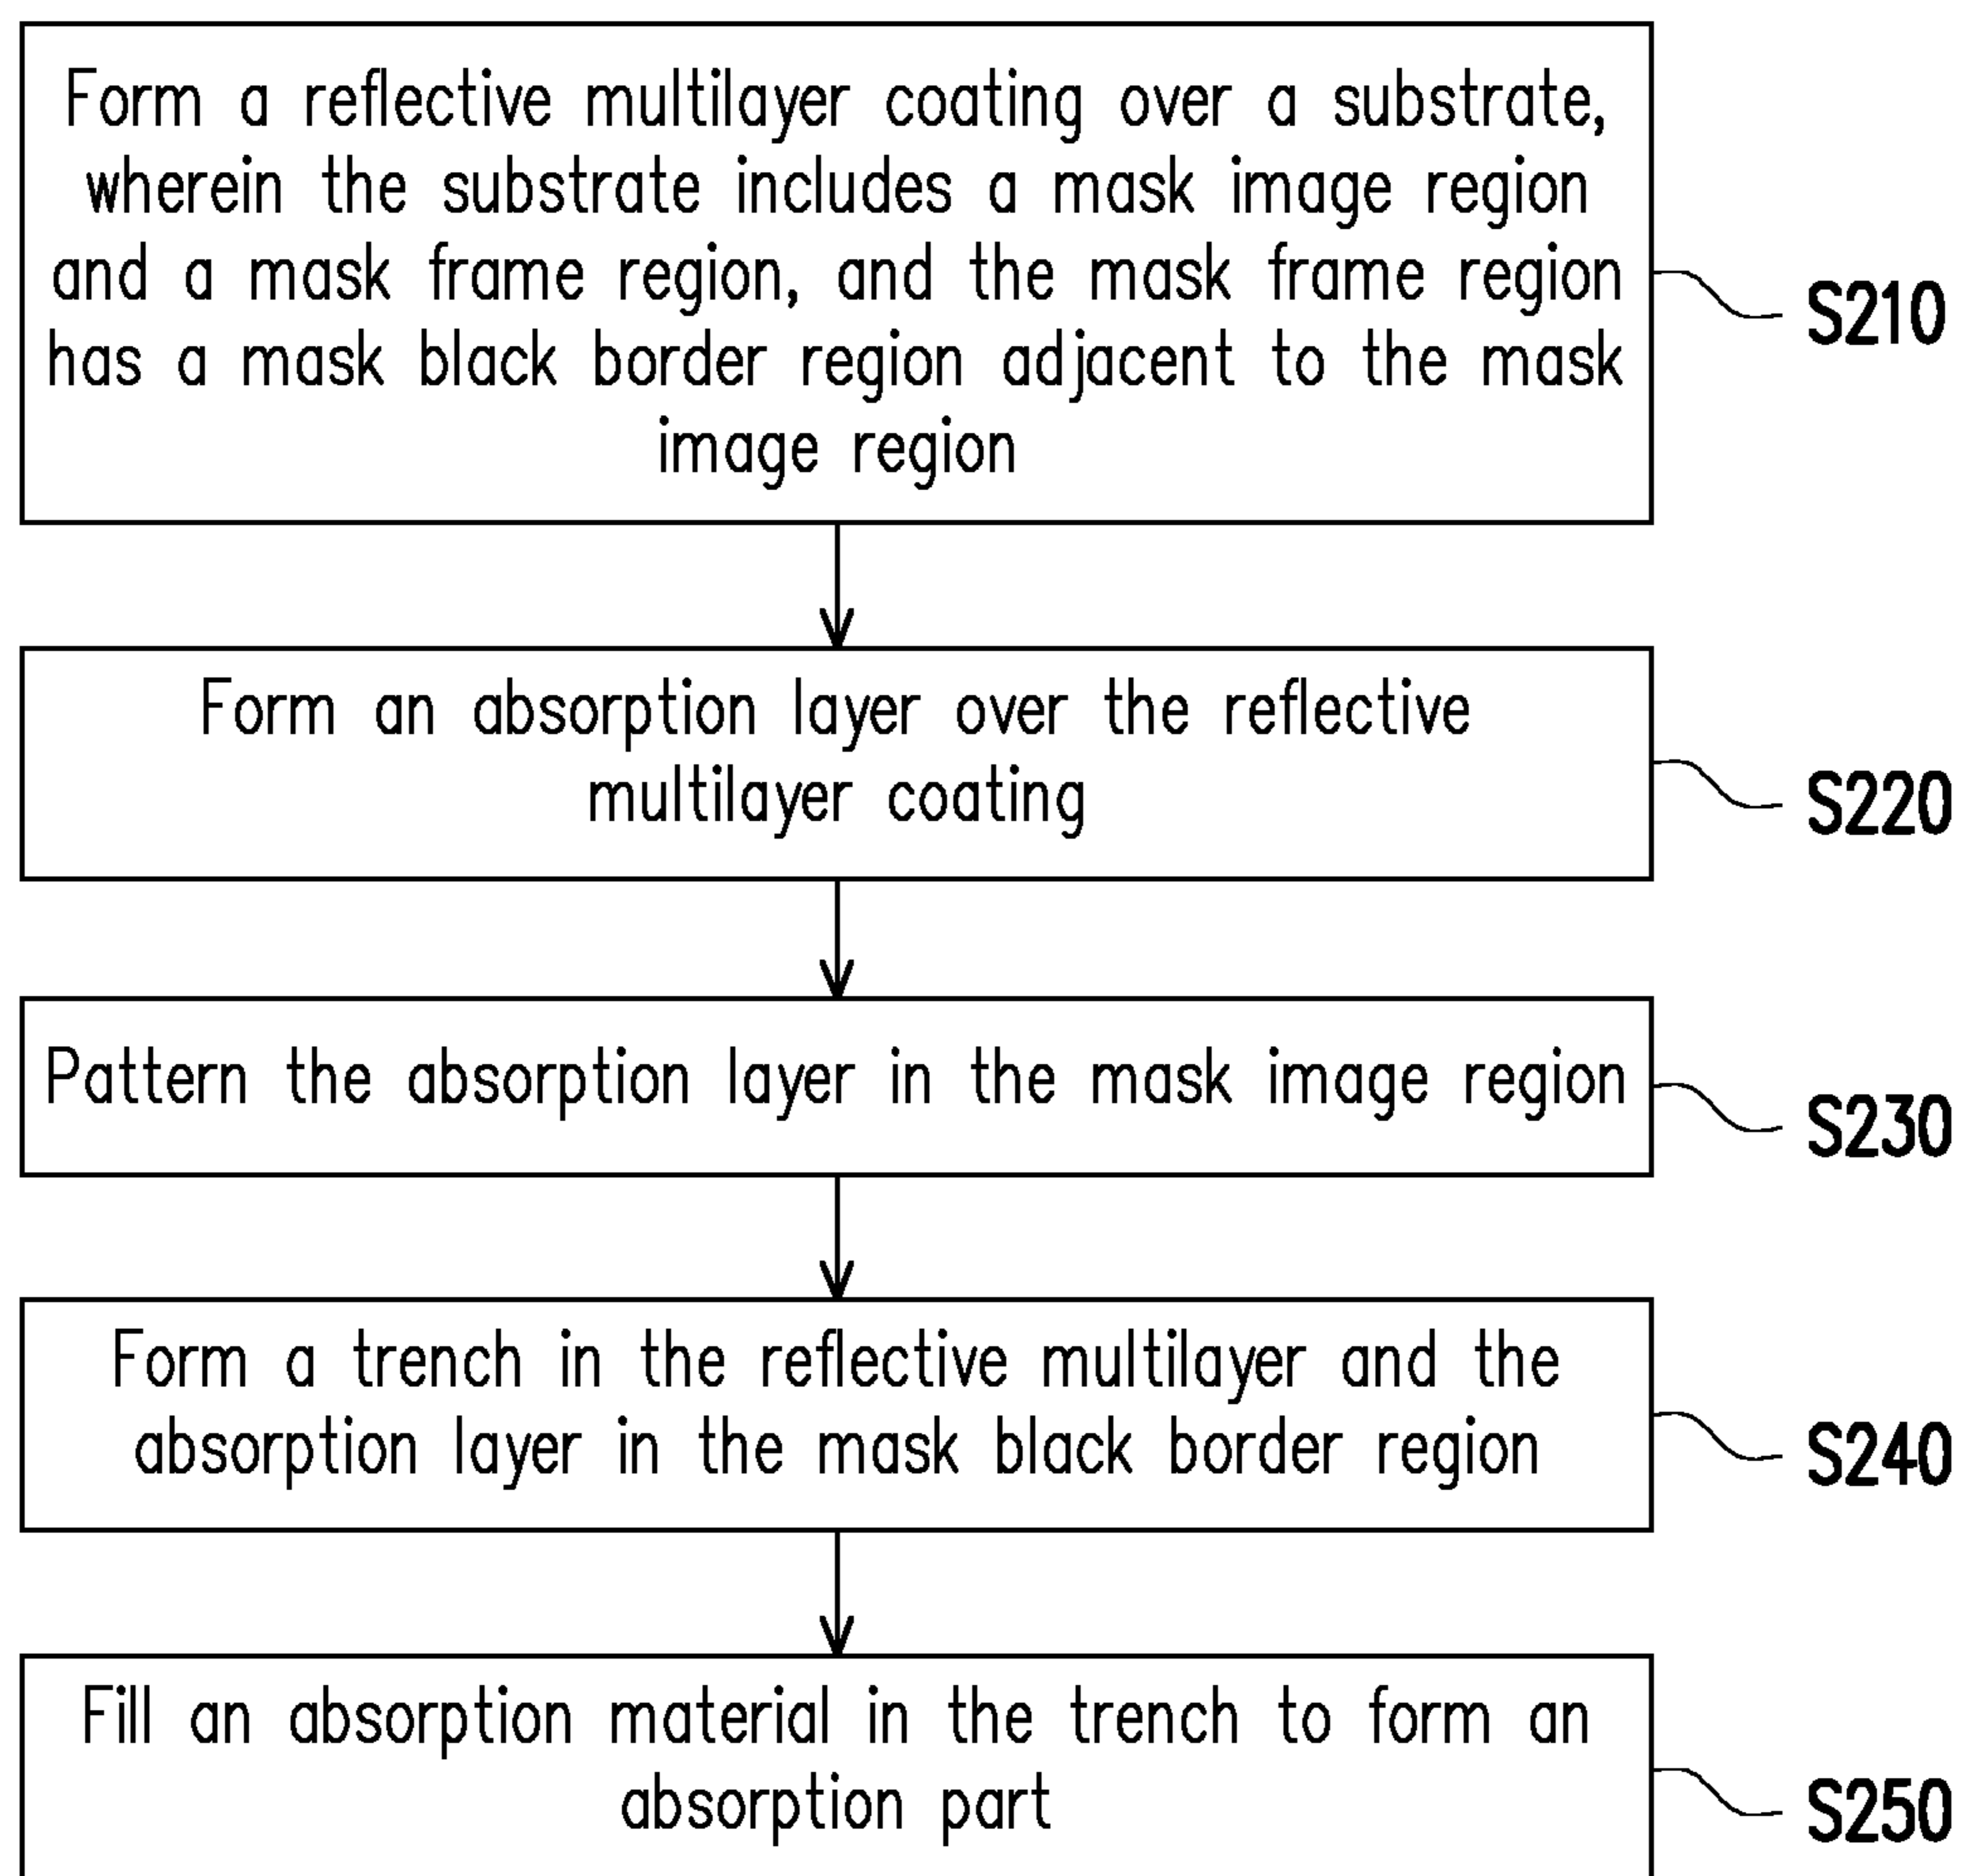 Form a reflective multilayer coating over a substrate,
wherein the substrate includes a mask image region
and a mask frame region, and the mask frame region
has a mask black border region adjacent to the mask
image region
S210
Form an absorption layer over the reflective
multilayer coating
S220
Pattern the absorption layer in the mask image region
S230
Form a trench in the reflective multilayer and the
absorption layer in the mask black border region
S240
Fill an absorption material in the trench to form an
absorption part
S250